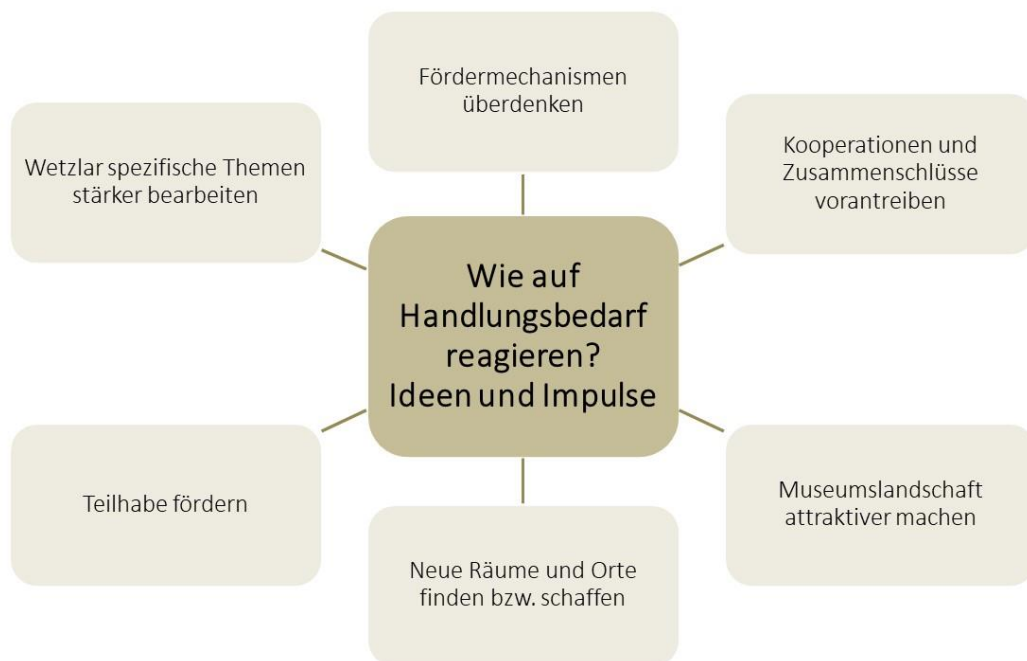 Fördermechanismen
überdenken
Kooperationen und
Zusammenschlüsse
vorantreiben
Museumslandschaft
attraktiver machen
Neue Räume und Orte
finden bzw. schaffen
Teilhabe fördern
Wetzlar spezifische Themen
stärker bearbeiten
Wie auf
Handlungsbedarf
reagieren?
Ideen und Impulse